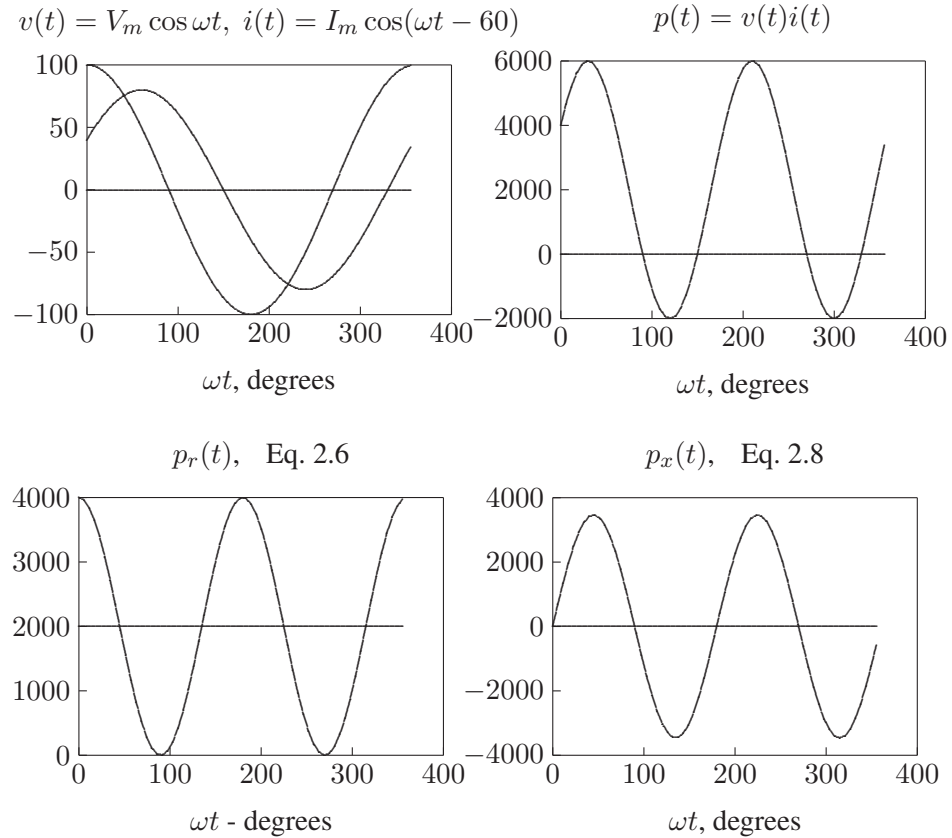 v(t) = V_m cos ωt, i(t) = I_m cos(ωt − 60)
100
50
0
−50
−100
0 100 200 300 400
ωt, degrees
p(t) = v(t)i(t)
6000
4000
2000
0
−2000
0 100 200 300 400
ωt, degrees
p_r(t), Eq. 2.6
4000
3000
2000
1000
0
0 100 200 300 400
ωt - degrees
p_x(t), Eq. 2.8
4000
2000
0
−2000
−4000
0 100 200 300 400
ωt, degrees